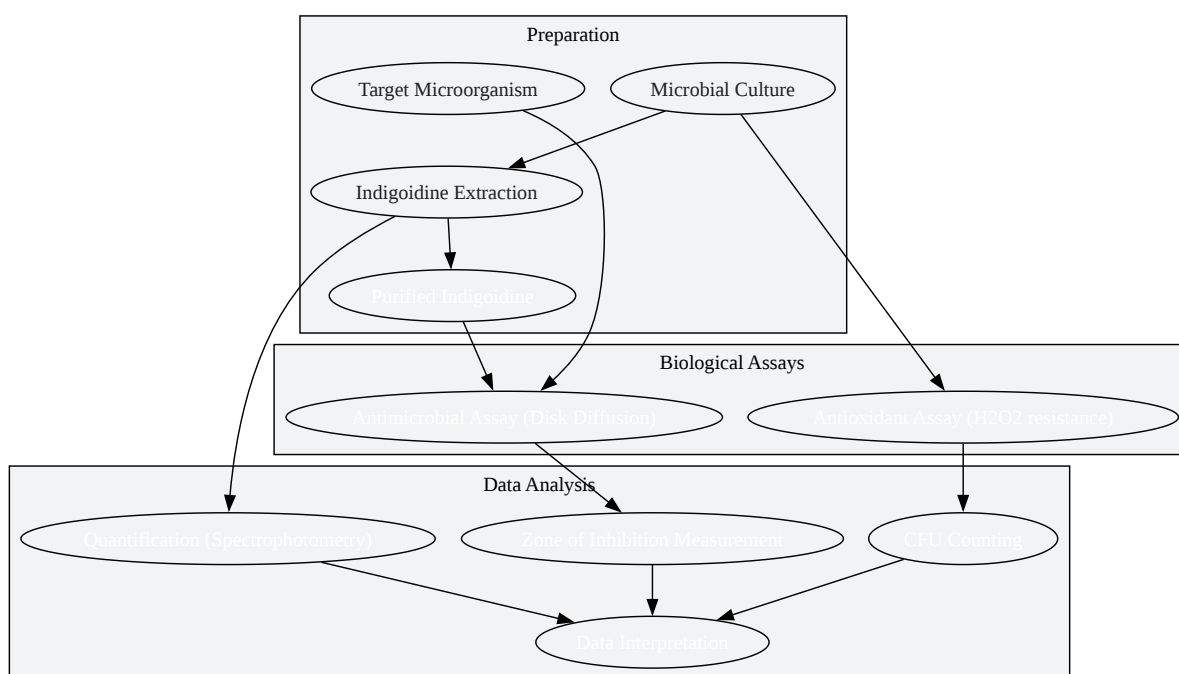 Preparation
Target Microorganism
Microbial Culture
Indigoidine Extraction
Purified Indigoidine
Biological Assays
Antimicrobial Assay (Disk Diffusion)
Antioxidant Assay (H2O2 resistance)
Data Analysis
Quantification (Spectrophotometry)
Zone of Inhibition Measurement
CFU Counting
Data Interpretation